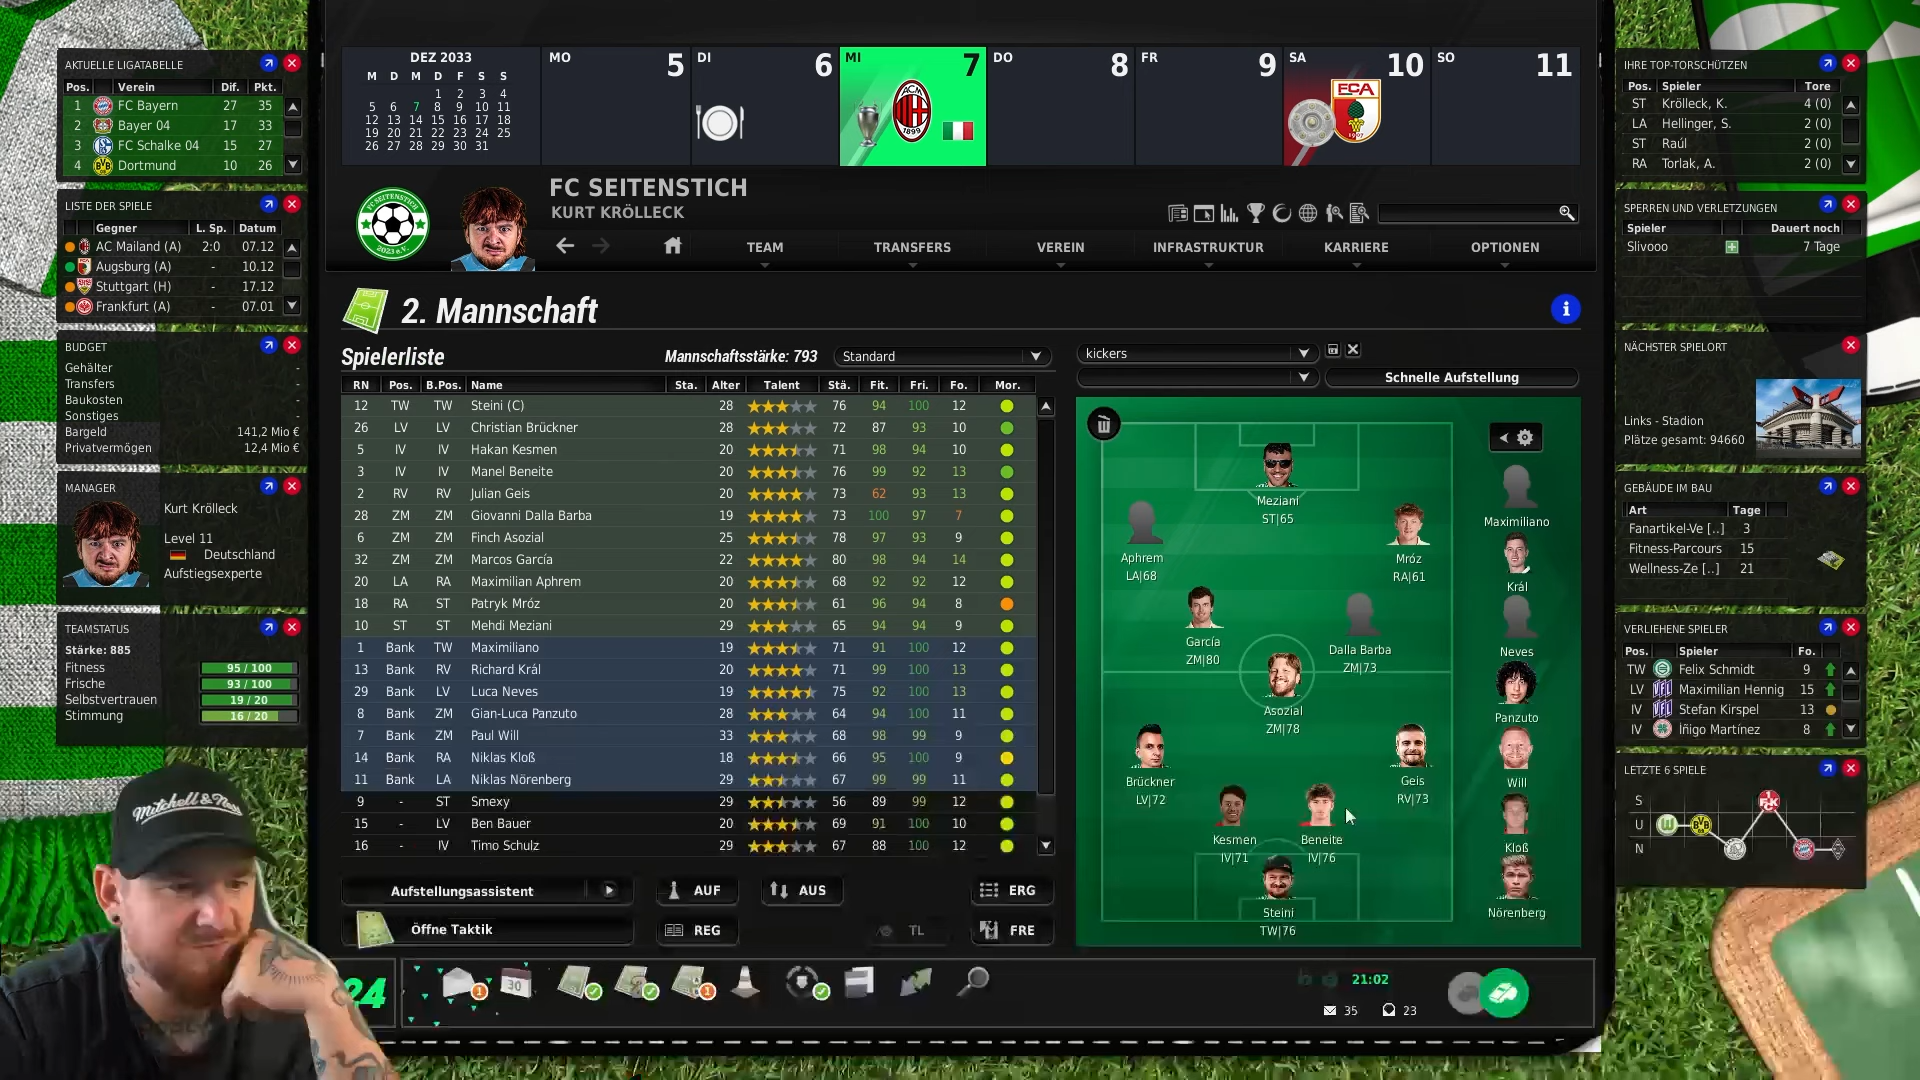 AKTUELLE LIGATABELLE
Pos. Verein Dif. Pkt.
1 FC Bayern 27 35
2 Bayer 04 17 33
3 FC Schalke 04 15 27
4 Dortmund 10 26
LISTE DER SPIELE
Gegner L. Sp. Datum
AC Mailand (A) 2:0 07.12
Augsburg (A) - 10.12
Stuttgart (H) - 17.12
Frankfurt (A) - 07.01
BUDGET
Gehälter -
Transfers -
Baukosten -
Sonstiges -
Bargeld 141,2 Mio €
Privatvermögen 12,4 Mio €
MANAGER
Kurt Krölleck
Level 11
Deutschland
Aufstiegsexperte
TEAMSTATUS
Stärke: 885
Fitness 95 / 100
Frische 93 / 100
Selbstvertrauen 19 / 20
Stimmung 16 / 20
Mitchell & Ness
DEZ 2033
M D M D F S S
1 2 3 4
5 6 7 8 9 10 11
12 13 14 15 16 17 18
19 20 21 22 23 24 25
26 27 28 29 30 31
MO 5
DI 6
MI 7
ACM
1899
DO 8
FR 9
SA 10
FCA
1907
SO 11
FC SEITENSTICH
2023 e.V.
FC SEITENSTICH
KURT KRÖLLECK
TEAM TRANSFERS VEREIN INFRASTRUKTUR KARRIERE OPTIONEN
2. Mannschaft
Spielerliste Mannschaftsstärke: 793 Standard
RN Pos. B.Pos. Name Sta. Alter Talent Stä. Fit. Fri. Fo. Mor.
12 TW TW Steini (C) 28 76 94 100 12
26 LV LV Christian Brückner 28 72 87 93 10
5 IV IV Hakan Kesmen 20 71 98 94 10
3 IV IV Manel Beneite 20 76 99 92 13
2 RV RV Julian Geis 20 73 62 93 13
28 ZM ZM Giovanni Dalla Barba 19 73 100 97 7
6 ZM ZM Finch Asozial 25 78 97 93 9
32 ZM ZM Marcos García 22 80 98 94 14
20 LA RA Maximilian Aphrem 20 68 92 92 12
18 RA ST Patryk Mróz 20 61 96 94 8
10 ST ST Mehdi Meziani 29 65 94 94 9
1 Bank TW Maximiliano 19 71 91 100 12
13 Bank RV Richard Král 20 71 99 100 13
29 Bank LV Luca Neves 19 75 92 100 13
8 Bank ZM Gian-Luca Panzuto 28 64 94 100 11
7 Bank ZM Paul Will 33 68 98 99 9
14 Bank RA Niklas Kloß 18 66 95 100 9
11 Bank LA Niklas Nörenberg 29 67 99 99 11
9 - ST Smexy 29 56 89 99 12
15 - LV Ben Bauer 20 69 91 100 10
16 - IV Timo Schulz 29 67 88 100 12
Aufstellungsassistent
AUF
AUS
ERG
Öffne Taktik
REG
TL
FRE
kickers
Schnelle Aufstellung
Meziani
ST|65
Aphrem
LA|68
Mróz
RA|61
García
ZM|80
Dalla Barba
ZM|73
Asozial
ZM|78
Brückner
LV|72
Geis
RV|73
Kesmen
IV|71
Beneite
IV|76
Steini
TW|76
Maximiliano
Král
Neves
Panzuto
Will
Kloß
Nörenberg
24
1
30
1
21:02
35
23
IHRE TOP-TORSCHÜTZEN
Pos. Spieler Tore
ST Krölleck, K. 4 (0)
LA Hellinger, S. 2 (0)
ST Raúl 2 (0)
RA Torlak, A. 2 (0)
SPERREN UND VERLETZUNGEN
Spieler Dauert noch
Slivooo 7 Tage
NÄCHSTER SPIELORT
Links - Stadion
Plätze gesamt: 94660
GEBÄUDE IM BAU
Art Tage
Fanartikel-Ve [..] 3
Fitness-Parcours 15
Wellness-Ze [..] 21
VERLIEHENE SPIELER
Pos. Spieler Fo.
TW Felix Schmidt 9
LV Maximilian Hennig 15
IV Stefan Kirspel 13
IV Iñigo Martínez 8
LETZTE 6 SPIELE
S
U
N